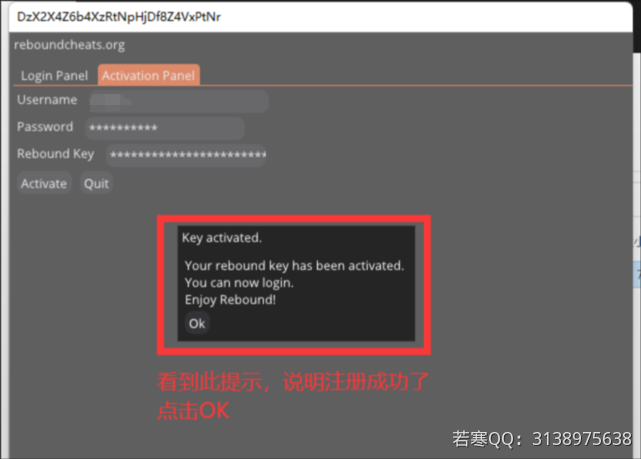 DzX2X4Z6b4XzRtNpHjDf8Z4VxPtNr
reboundcheats.org
Login Panel Activation Panel
Username
Password **********
Rebound Key ************************
Activate Quit
Key activated.
Your rebound key has been activated.
You can now login.
Enjoy Rebound!
Ok
看到此提示，说明注册成功了
点击OK
若寒QQ：3138975638